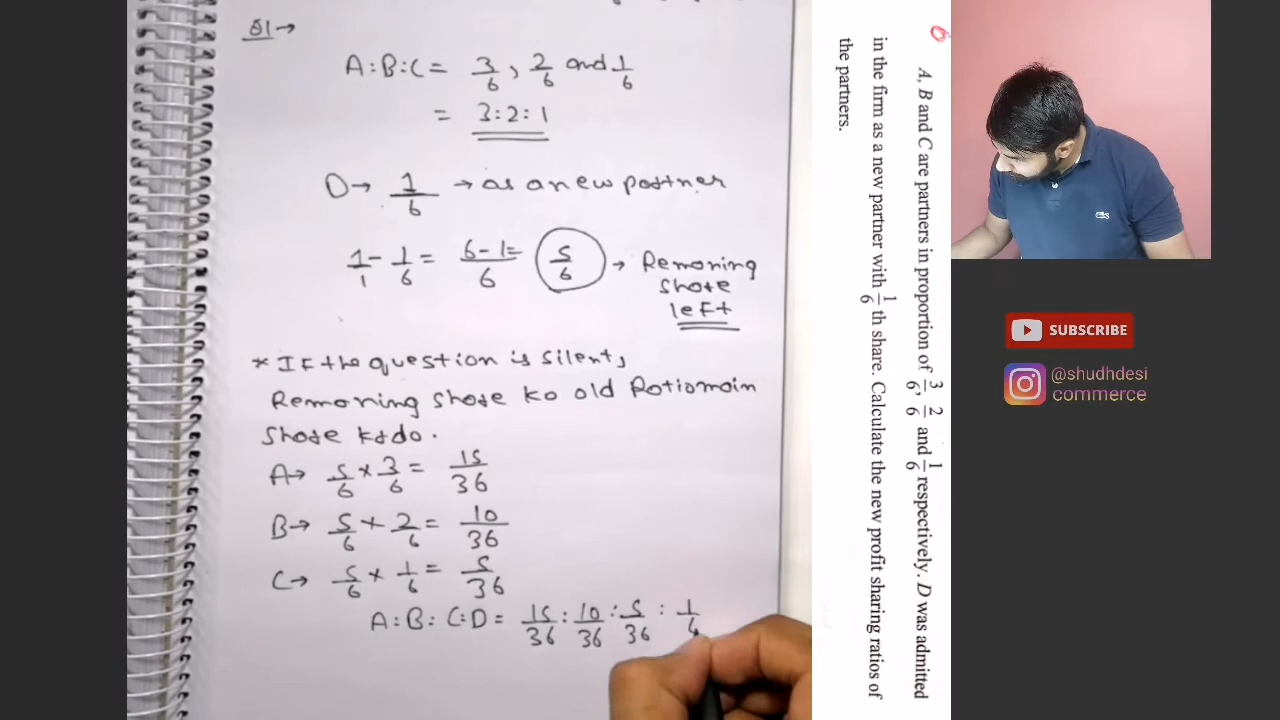 Q1→
A:B:C = 3/6, 2/6 and 1/6
= 3:2:1
D→ 1/6 → as a new partner
1/1 - 1/6 = 6-1/6 = 5/6 → Remaning
Share
left
* If the question is silent,
Remaning Share ko old Ratio main
Share krdo.
A→ 5/6 × 3/6 = 15/36
B→ 5/6 × 2/6 = 10/36
C→ 5/6 × 1/6 = 5/36
A:B:C:D = 15/36 : 10/36 : 5/36 : 1/6
6
A, B and C are partners in proportion of 3/6, 2/6 and 1/6 respectively. D was admitted
in the firm as a new partner with 1/6 th share. Calculate the new profit sharing ratios of
the partners.
SUBSCRIBE
@shudhdesi
commerce